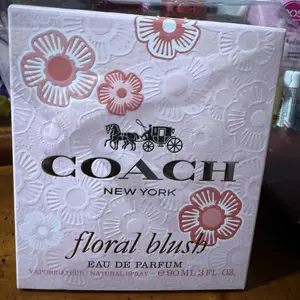 COACH
NEW YORK
floral blush
EAU DE PARFUM
VAPORISATEUR / NATURAL SPRAY - ℮ 90 ML 3 FL. OZ.